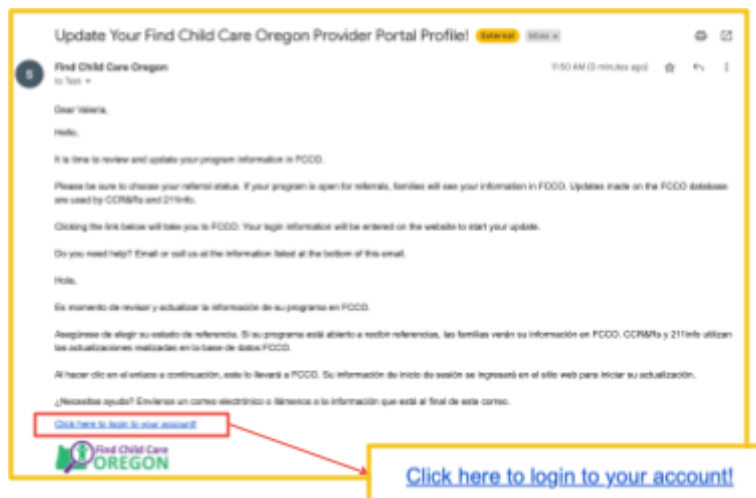 Update Your Find Child Care Oregon Provider Portal Profile! External Inbox x
S
Find Child Care Oregon 11:50 AM (0 minutes ago)
to Test
Dear Valeria,
Hello,
It is time to review and update your program information in FCCO.
Please be sure to choose your referral status. If your program is open for referrals, families will see your information in FCCO. Updates made on the FCCO database
are used by CCR&Rs and 211info.
Clicking the link below will take you to FCCO. Your login information will be entered on the website to start your update.
Do you need help? Email or call us at the information listed at the bottom of this email.
Hola,
Es momento de revisar y actualizar la información de su programa en FCCO.
Asegúrese de elegir su estado de referencia. Si su programa está abierto a recibir referencias, las familias verán su información en FCCO. CCR&Rs y 211info utilizan
las actualizaciones realizadas en la base de datos FCCO.
Al hacer clic en el enlace a continuación, este lo llevará a FCCO. Su información de inicio de sesión se ingresará en el sitio web para iniciar su actualización.
¿Necesitas ayuda? Envíenos un correo electrónico o llámenos a la información que está al final de este correo.
Click here to login to your account!
Find Child Care
OREGON
Click here to login to your account!